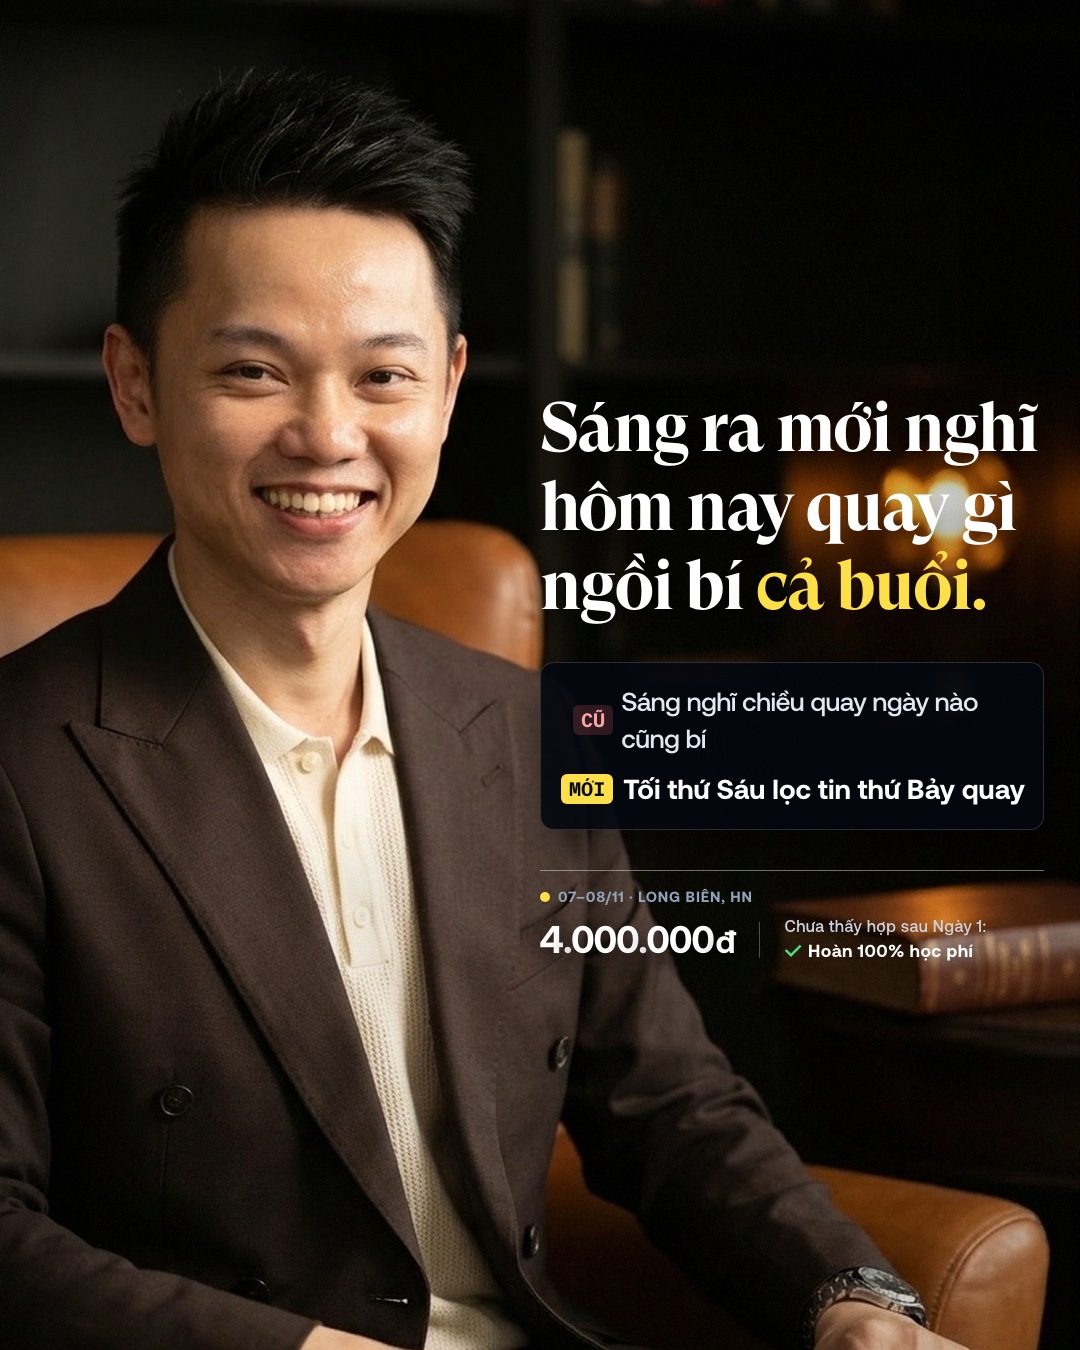 Sáng ra mới nghĩ
hôm nay quay gì
ngồi bí cả buổi.
CŨ Sáng nghĩ chiều quay ngày nào
cũng bí
MỚI Tối thứ Sáu lọc tin thứ Bảy quay
07–08/11 · LONG BIÊN, HN
4.000.000đ
Chưa thấy hợp sau Ngày 1:
Hoàn 100% học phí